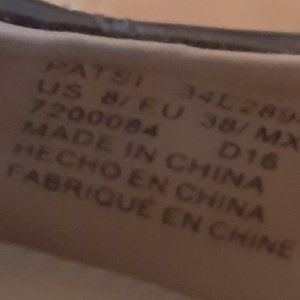 PATSI 34E289
US 8/ EU 38/ MX
7200084 D16
MADE IN CHINA
HECHO EN CHINA
FABRIQUÉ EN CHINE